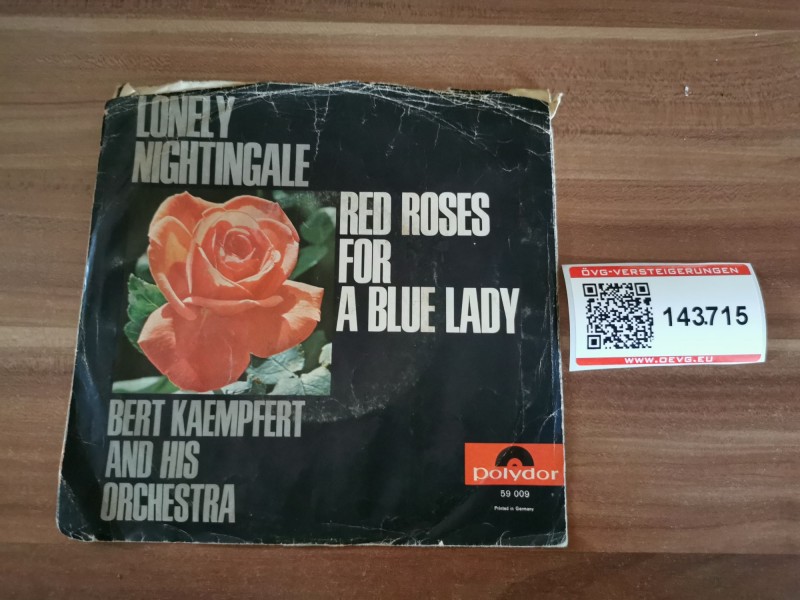 LONELY
NIGHTINGALE
RED ROSES
FOR
A BLUE LADY
BERT KAEMPFERT
AND HIS
ORCHESTRA
polydor
59 009
Printed in Germany
ÖVG-VERSTEIGERUNGEN
143.715
WWW.OEVG.EU